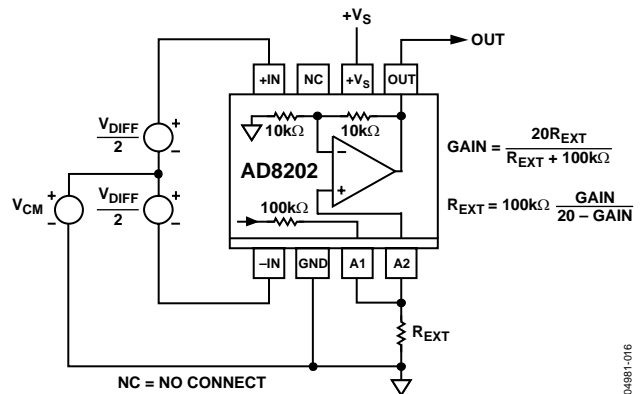 +VS
OUT
+IN
NC
+VS
OUT
VDIFF
2
+
–
10kΩ
10kΩ
–
AD8202
+
GAIN = 20REXT
REXT + 100kΩ
VCM
+
–
VDIFF
2
+
–
100kΩ
REXT = 100kΩ GAIN
20 – GAIN
–IN
GND
A1
A2
REXT
NC = NO CONNECT
04981-016